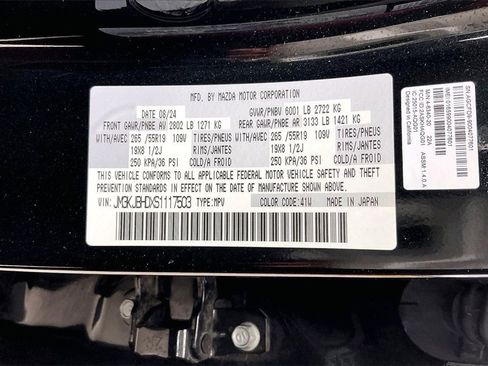 MFD. BY MAZDA MOTOR CORPORATION
DATE 08/24 GVWR/PNBV 6001 LB 2722 KG
FRONT GAWR/PNBE AV 2802 LB 1271 KG REAR GAWR/PNBE AR 3133 LB 1421 KG
WITH/AVEC 265 /55R19 109V TIRES/PNEUS WITH/AVEC 265 /55R19 109V TIRES/PNEUS
19X8 1/2J RIMS/JANTES 19X8 1/2J RIMS/JANTES
250 KPA/36 PSI COLD/A FROID 250 KPA/36 PSI COLD/A FROID
THIS VEHICLE CONFORMS TO ALL APPLICABLE FEDERAL MOTOR VEHICLE SAFETY AND THEFT
PREVENTION STANDARDS IN EFFECT ON THE DATE OF MANUFACTURE SHOWN ABOVE.
VIN: JM3KJBHDXS1117503 TYPE: MPV COLOR CODE: 41W MADE IN JAPAN
Designed in California